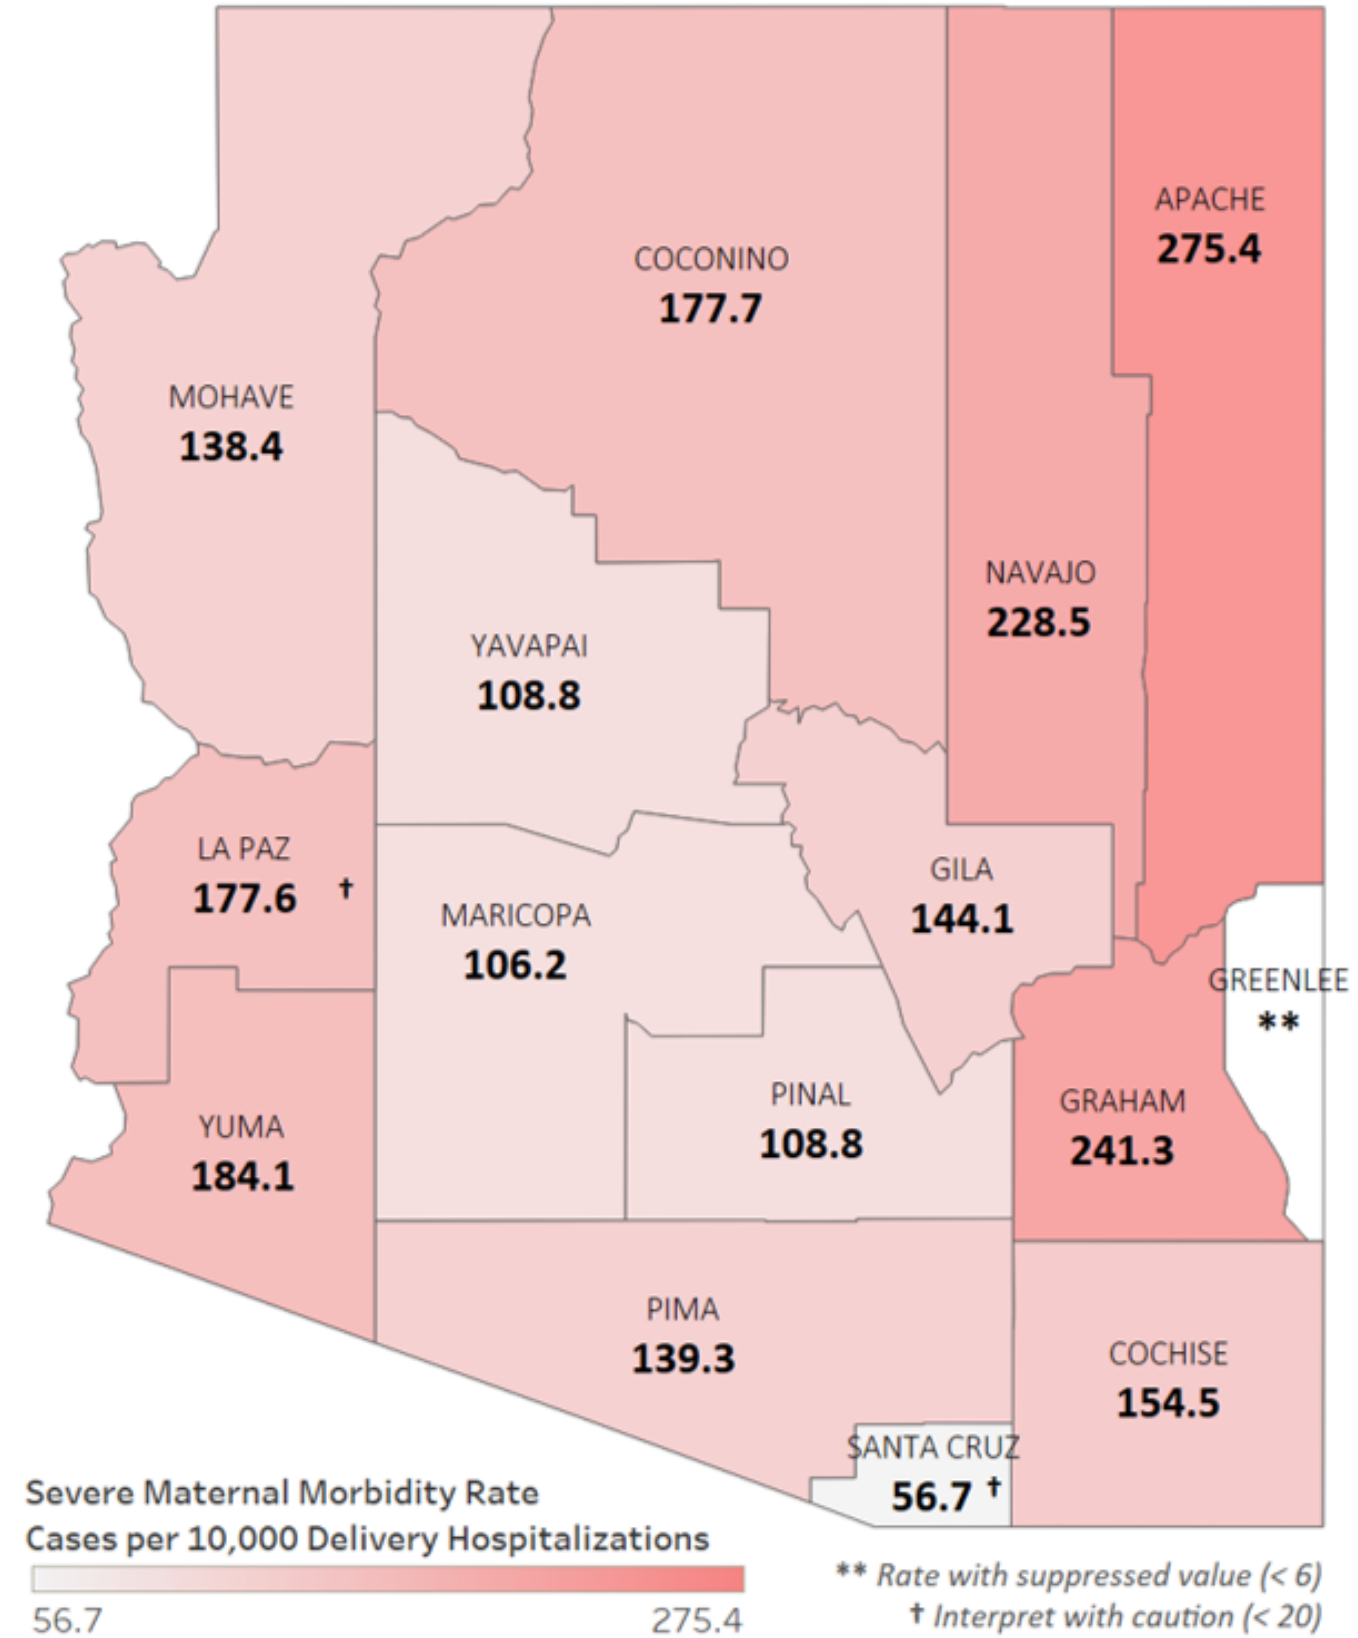 APACHE
275.4
COCONINO
177.7
MOHAVE
138.4
NAVAJO
228.5
YAVAPAI
108.8
LA PAZ
177.6 †
GILA
144.1
MARICOPA
106.2
GREENLEE
**
PINAL
108.8
GRAHAM
241.3
YUMA
184.1
PIMA
139.3
COCHISE
154.5
SANTA CRUZ
56.7 †
Severe Maternal Morbidity Rate
Cases per 10,000 Delivery Hospitalizations
56.7 275.4
** Rate with suppressed value (< 6)
† Interpret with caution (< 20)